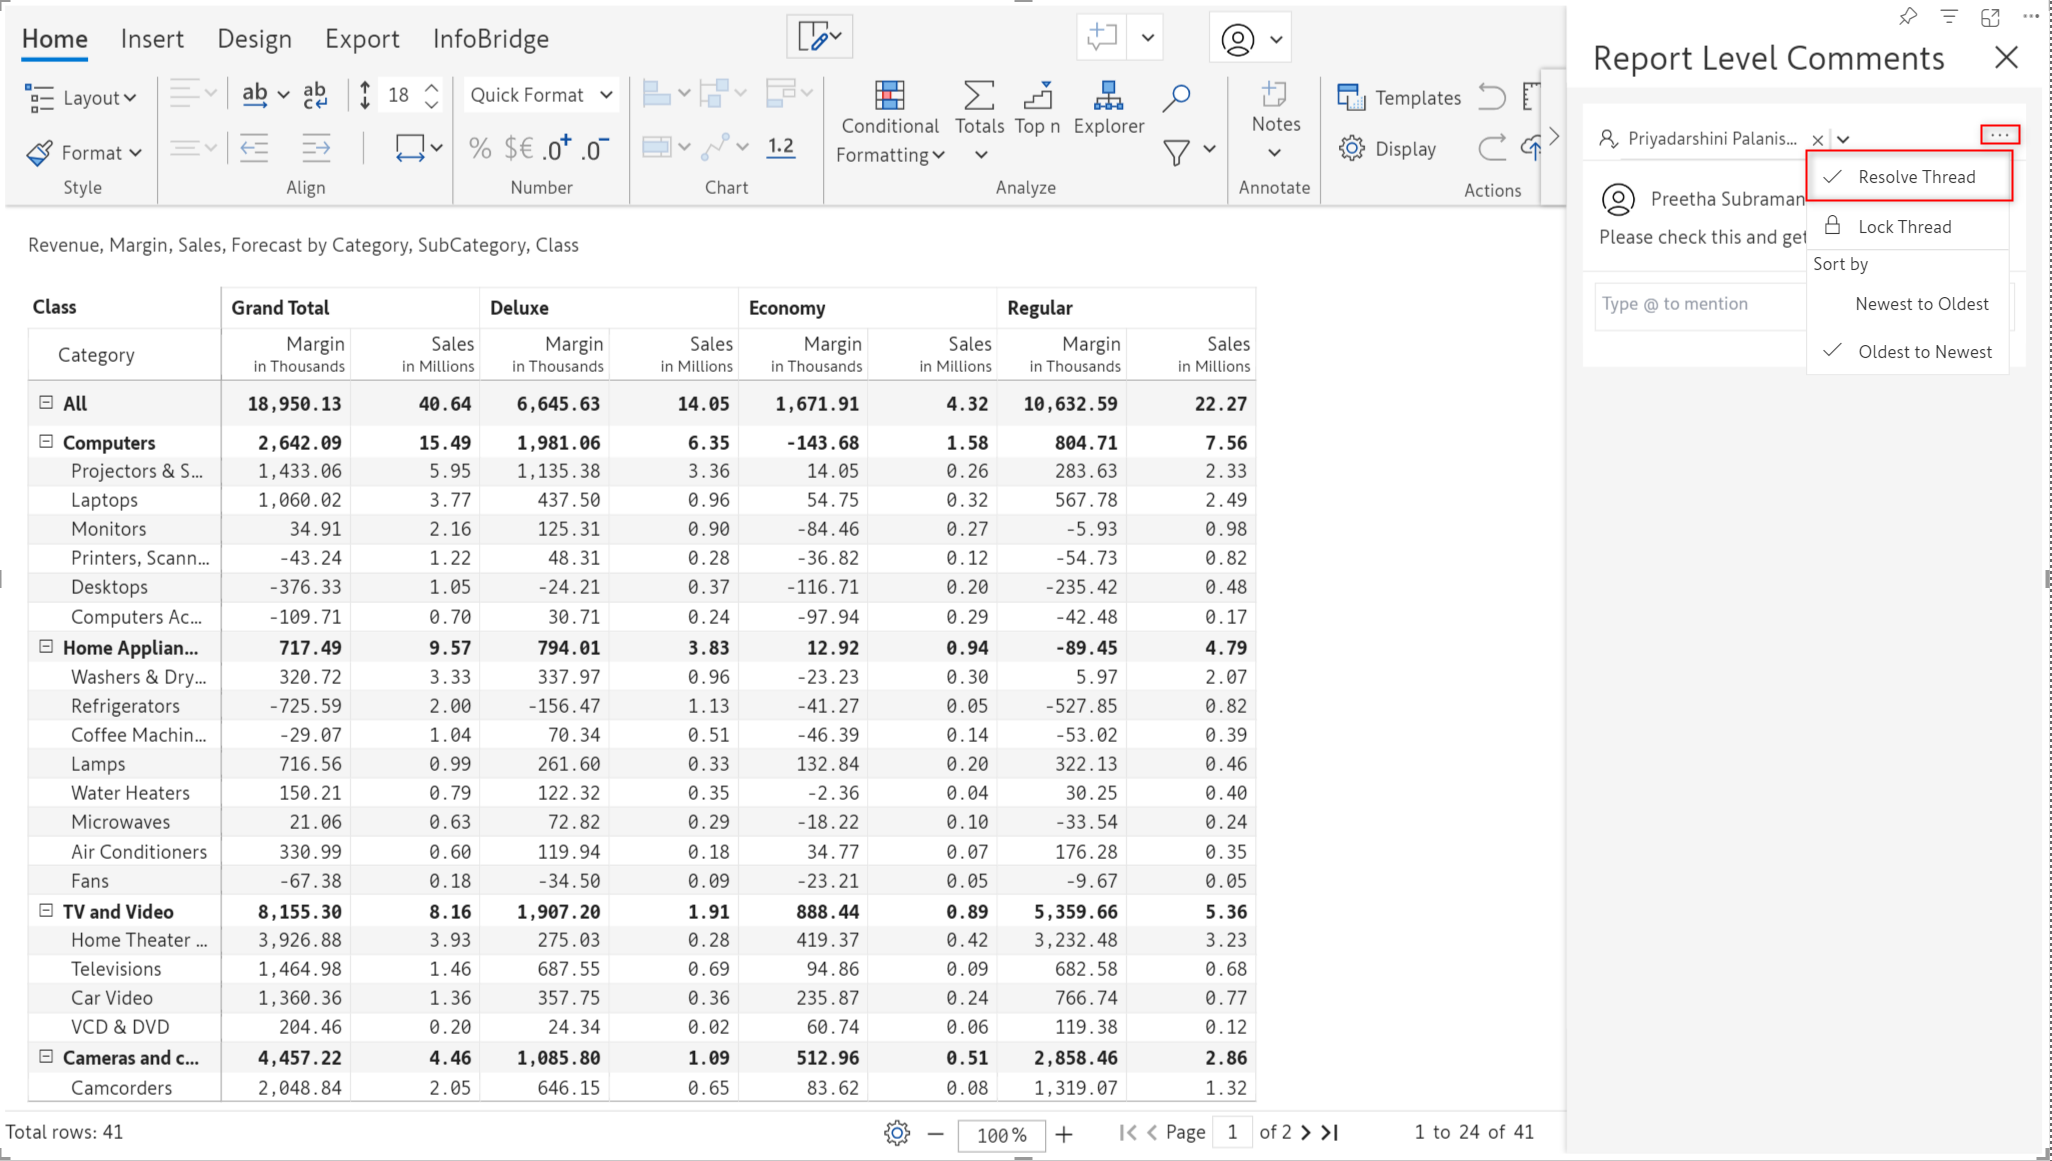 Home Insert Design Export InfoBridge
Layout
ab
ab
18
Quick Format
Format
% $€ .0+ .0-
1.2
Conditional Formatting
Totals
Top n
Explorer
Notes
Templates
Display
Style
Align
Number
Chart
Analyze
Annotate
Actions
Revenue, Margin, Sales, Forecast by Category, SubCategory, Class
Class Grand Total Deluxe Economy Regular
Category Margin in Thousands Sales in Millions Margin in Thousands Sales in Millions Margin in Thousands Sales in Millions Margin in Thousands Sales in Millions
All 18,950.13 40.64 6,645.63 14.05 1,671.91 4.32 10,632.59 22.27
Computers 2,642.09 15.49 1,981.06 6.35 -143.68 1.58 804.71 7.56
Projectors & S... 1,433.06 5.95 1,135.38 3.36 14.05 0.26 283.63 2.33
Laptops 1,060.02 3.77 437.50 0.96 54.75 0.32 567.78 2.49
Monitors 34.91 2.16 125.31 0.90 -84.46 0.27 -5.93 0.98
Printers, Scann... -43.24 1.22 48.31 0.28 -36.82 0.12 -54.73 0.82
Desktops -376.33 1.05 -24.21 0.37 -116.71 0.20 -235.42 0.48
Computers Ac... -109.71 0.70 30.71 0.24 -97.94 0.29 -42.48 0.17
Home Applian... 717.49 9.57 794.01 3.83 12.92 0.94 -89.45 4.79
Washers & Dry... 320.72 3.33 337.97 0.96 -23.23 0.30 5.97 2.07
Refrigerators -725.59 2.00 -156.47 1.13 -41.27 0.05 -527.85 0.82
Coffee Machin... -29.07 1.04 70.34 0.51 -46.39 0.14 -53.02 0.39
Lamps 716.56 0.99 261.60 0.33 132.84 0.20 322.13 0.46
Water Heaters 150.21 0.79 122.32 0.35 -2.36 0.04 30.25 0.40
Microwaves 21.06 0.63 72.82 0.29 -18.22 0.10 -33.54 0.24
Air Conditioners 330.99 0.60 119.94 0.18 34.77 0.07 176.28 0.35
Fans -67.38 0.18 -34.50 0.09 -23.21 0.05 -9.67 0.05
TV and Video 8,155.30 8.16 1,907.20 1.91 888.44 0.89 5,359.66 5.36
Home Theater ... 3,926.88 3.93 275.03 0.28 419.37 0.42 3,232.48 3.23
Televisions 1,464.98 1.46 687.55 0.69 94.86 0.09 682.58 0.68
Car Video 1,360.36 1.36 357.75 0.36 235.87 0.24 766.74 0.77
VCD & DVD 204.46 0.20 24.34 0.02 60.74 0.06 119.38 0.12
Cameras and c... 4,457.22 4.46 1,085.80 1.09 512.96 0.51 2,858.46 2.86
Camcorders 2,048.84 2.05 646.15 0.65 83.62 0.08 1,319.07 1.32
Total rows: 41
100%
Page 1 of 2
1 to 24 of 41
Report Level Comments
Priyadarshini Palanis...
Preetha Subraman
Please check this and get
Type @ to mention
Resolve Thread
Lock Thread
Sort by
Newest to Oldest
Oldest to Newest